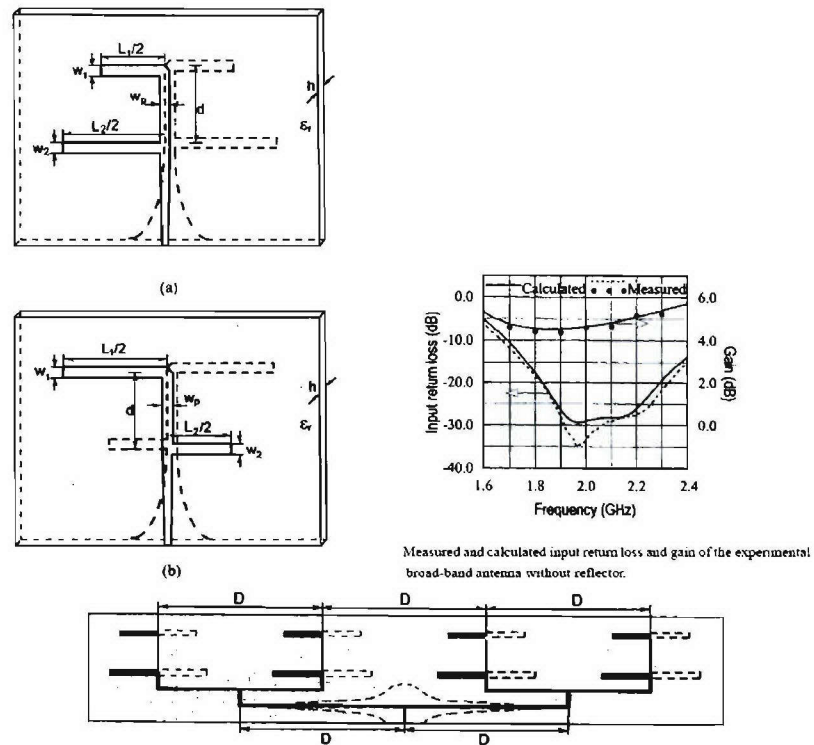 L₁/2
w₁
wₚ
d
h
L₂/2
εᵣ
w₂
(a)
L₁/2
w₁
h
d
wₚ
L₂/2
εᵣ
w₂
(b)
Calculated Measured
0.0
-10.0
-20.0
-30.0
-40.0
Input return loss (dB)
6.0
4.0
2.0
0.0
Gain (dB)
1.6 1.8 2.0 2.2 2.4
Frequency (GHz)
Measured and calculated input return loss and gain of the experimental
broad-band antenna without reflector.
D D D
D D